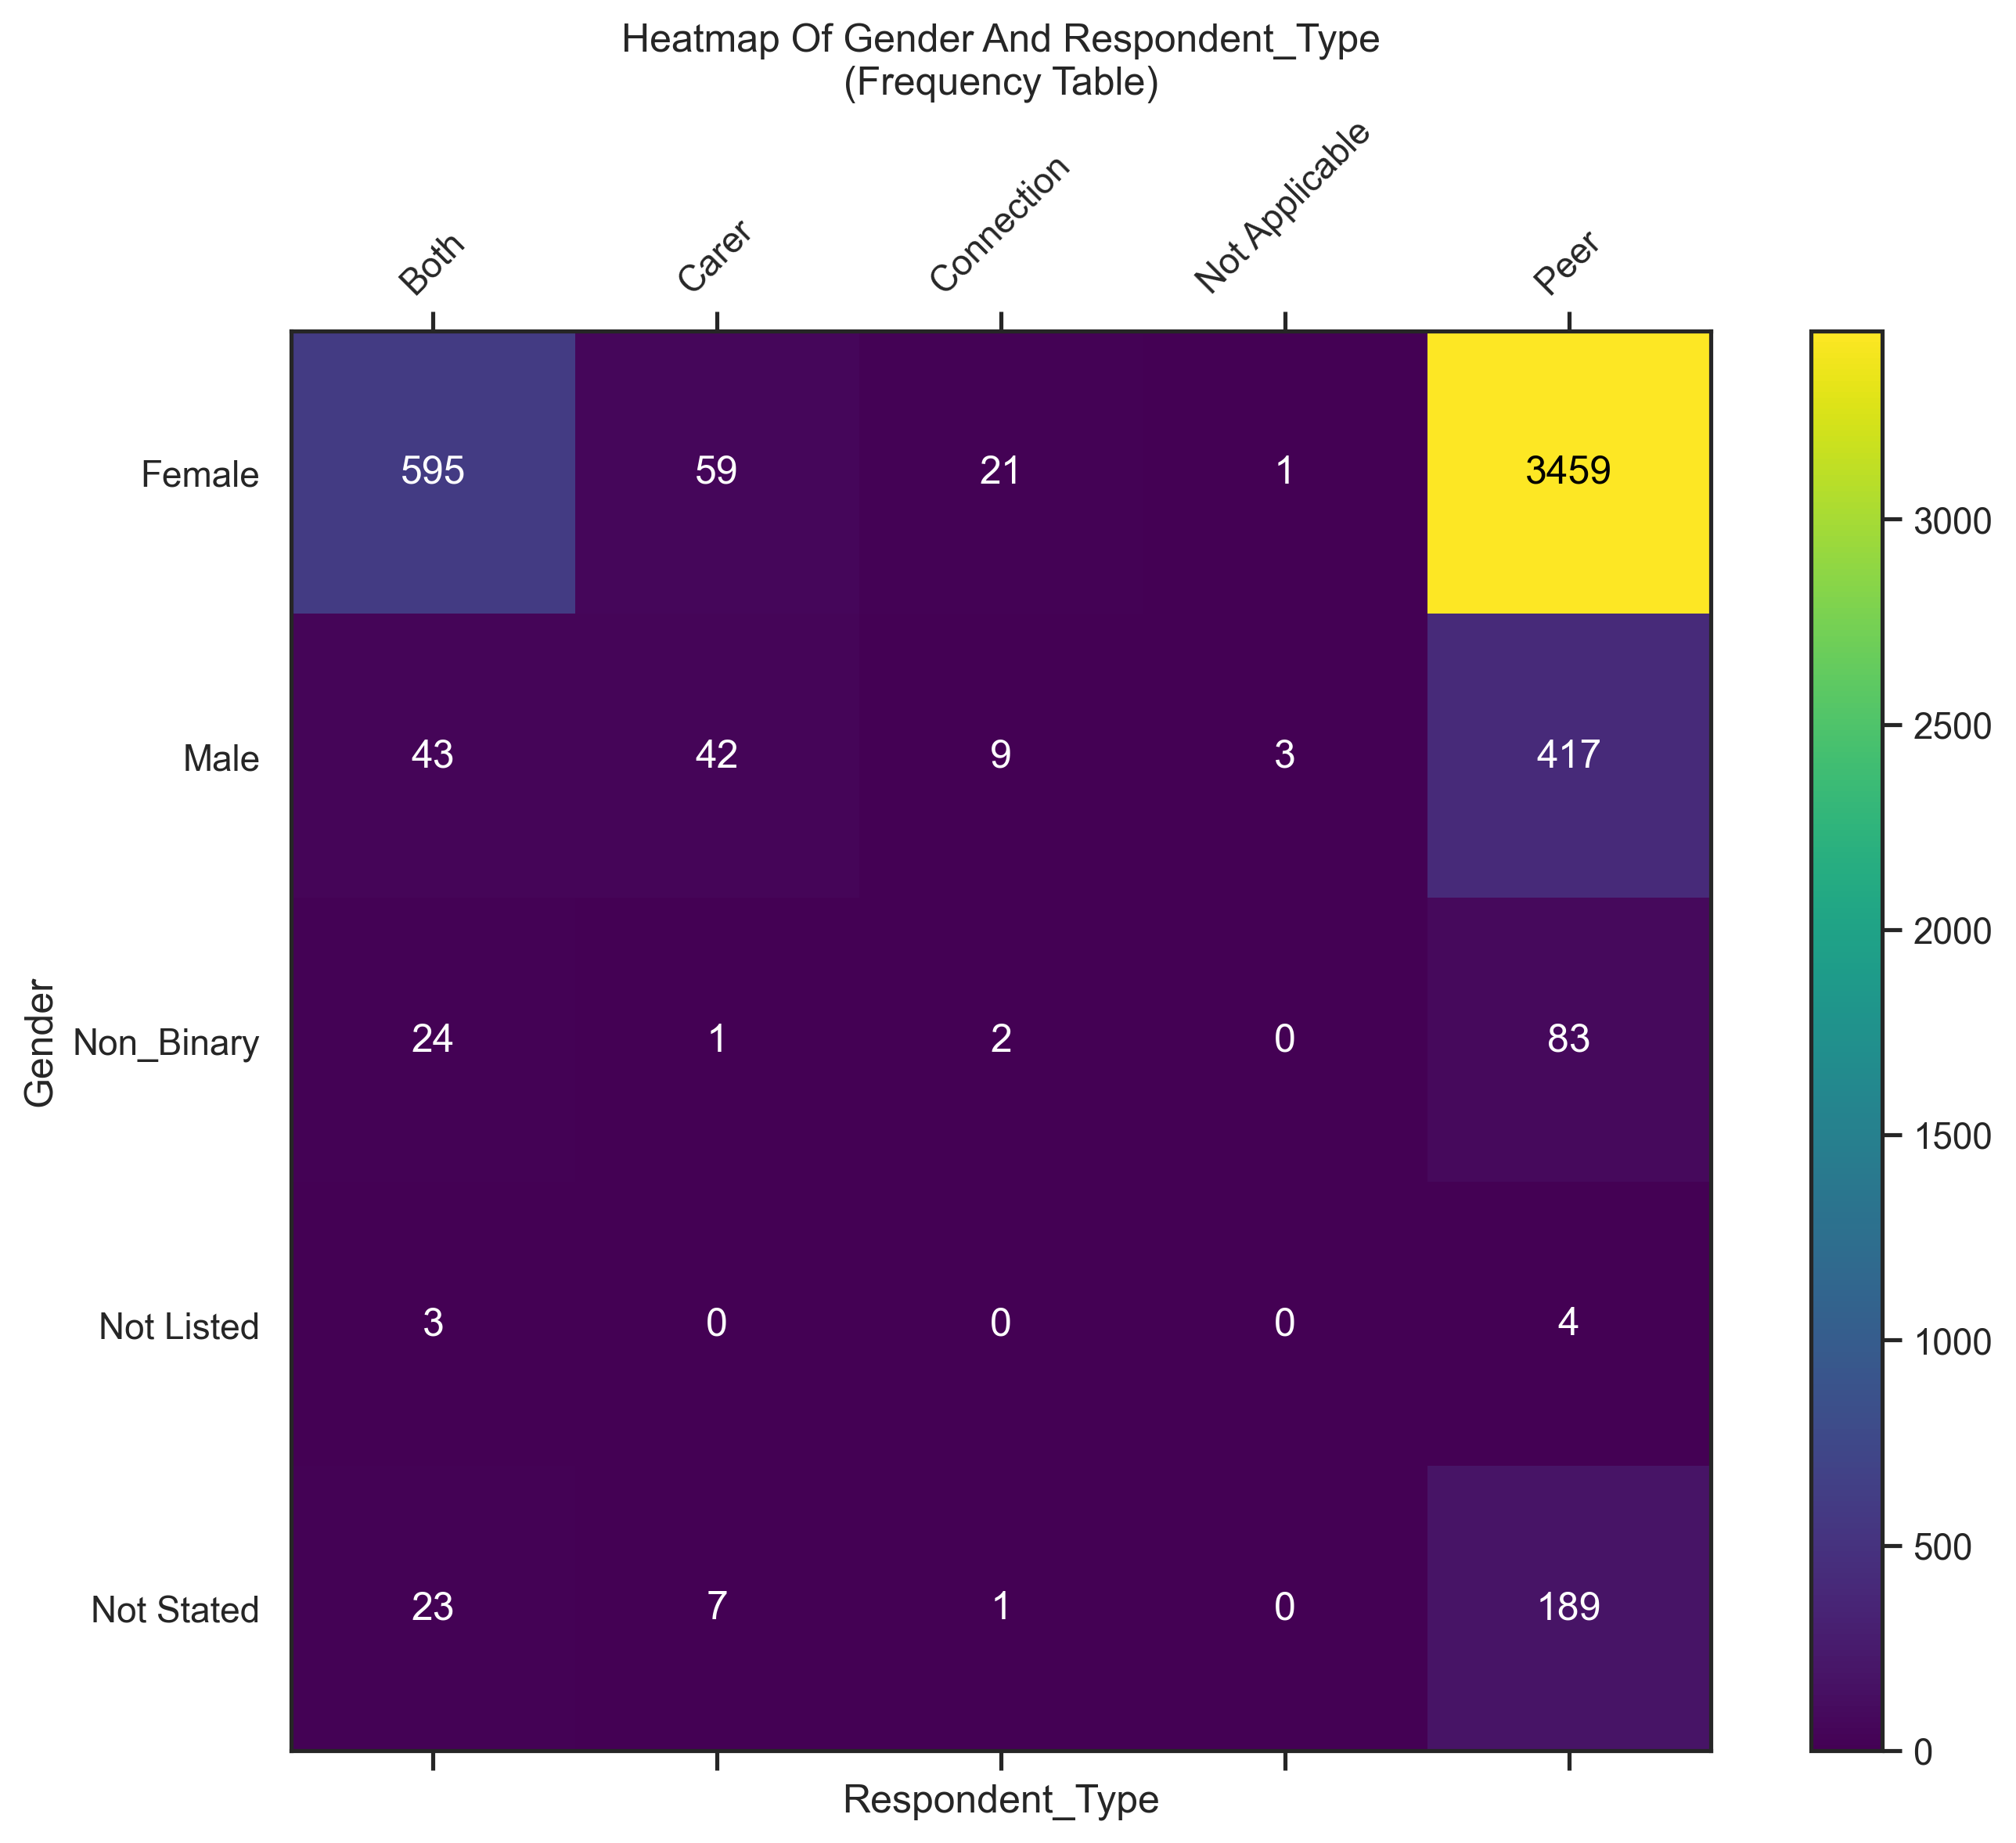 Heatmap Of Gender And Respondent_Type
(Frequency Table)
Both Carer Connection Not Applicable Peer
Gender
Female 595 59 21 1 3459
Male 43 42 9 3 417
Non_Binary 24 1 2 0 83
Not Listed 3 0 0 0 4
Not Stated 23 7 1 0 189
Respondent_Type
3000
2500
2000
1500
1000
500
0